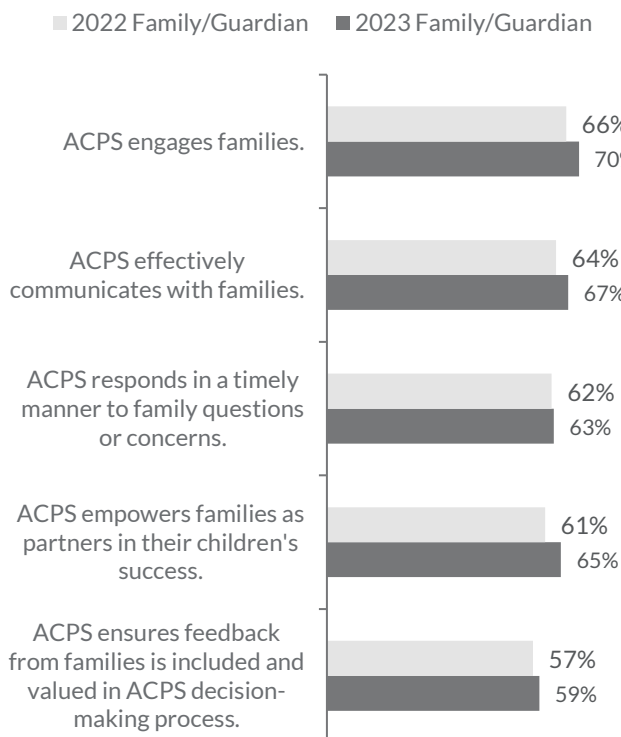 2022 Family/Guardian 2023 Family/Guardian
ACPS engages families.
66%
70%
ACPS effectively
communicates with families.
64%
67%
ACPS responds in a timely
manner to family questions
or concerns.
62%
63%
ACPS empowers families as
partners in their children's
success.
61%
65%
ACPS ensures feedback
from families is included and
valued in ACPS decision-
making process.
57%
59%